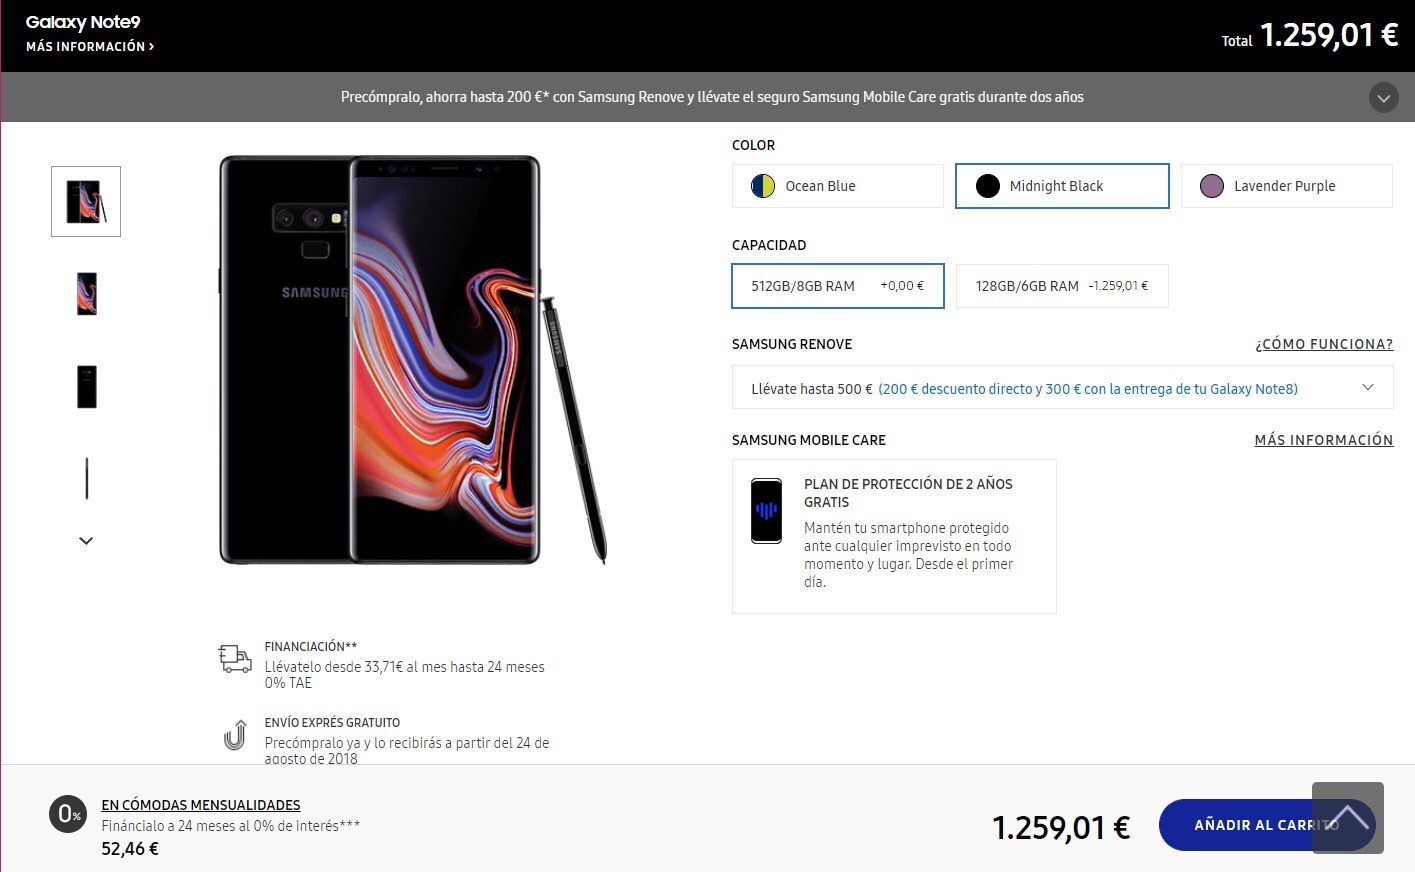 Galaxy Note9
MÁS INFORMACIÓN ›
Total 1.259,01 €
Precómpralo, ahorra hasta 200 €* con Samsung Renove y llévate el seguro Samsung Mobile Care gratis durante dos años
SAMSUNG
SAMSUNG
COLOR
Ocean Blue
Midnight Black
Lavender Purple
CAPACIDAD
512GB/8GB RAM +0,00 €
128GB/6GB RAM -1.259,01 €
SAMSUNG RENOVE
¿CÓMO FUNCIONA?
Llévate hasta 500 € (200 € descuento directo y 300 € con la entrega de tu Galaxy Note8)
SAMSUNG MOBILE CARE
MÁS INFORMACIÓN
PLAN DE PROTECCIÓN DE 2 AÑOS
GRATIS
Mantén tu smartphone protegido
ante cualquier imprevisto en todo
momento y lugar. Desde el primer
día.
FINANCIACIÓN**
Llévatelo desde 33,71€ al mes hasta 24 meses
0% TAE
ENVÍO EXPRÉS GRATUITO
Precómpralo ya y lo recibirás a partir del 24 de
agosto de 2018
0%
EN CÓMODAS MENSUALIDADES
Fináncialo a 24 meses al 0% de interés***
52,46 €
1.259,01 €
AÑADIR AL CARRITO